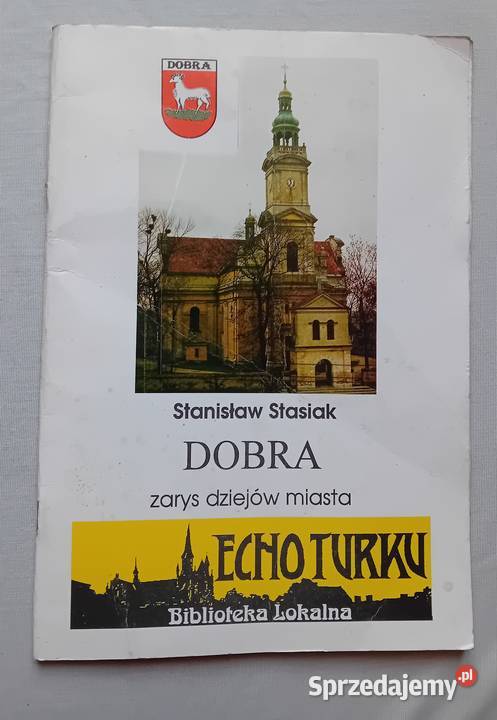 DOBRA
Stanisław Stasiak
DOBRA
zarys dziejów miasta
ECHO TURKU
Biblioteka Lokalna
Sprzedajemy.pl